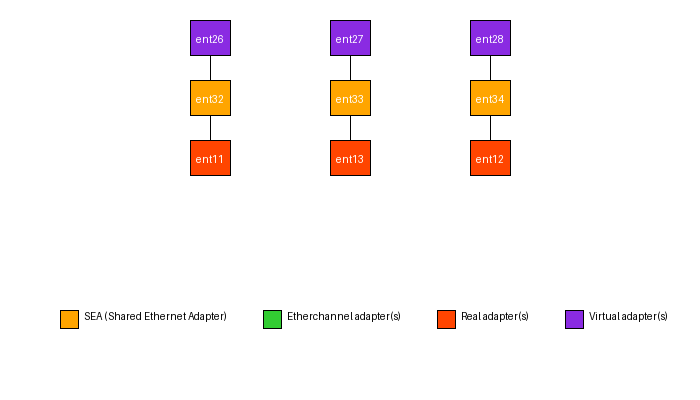 ent26 ent27 ent28
ent32 ent33 ent34
ent11 ent13 ent12
SEA (Shared Ethernet Adapter) Etherchannel adapter(s) Real adapter(s) Virtual adapter(s)